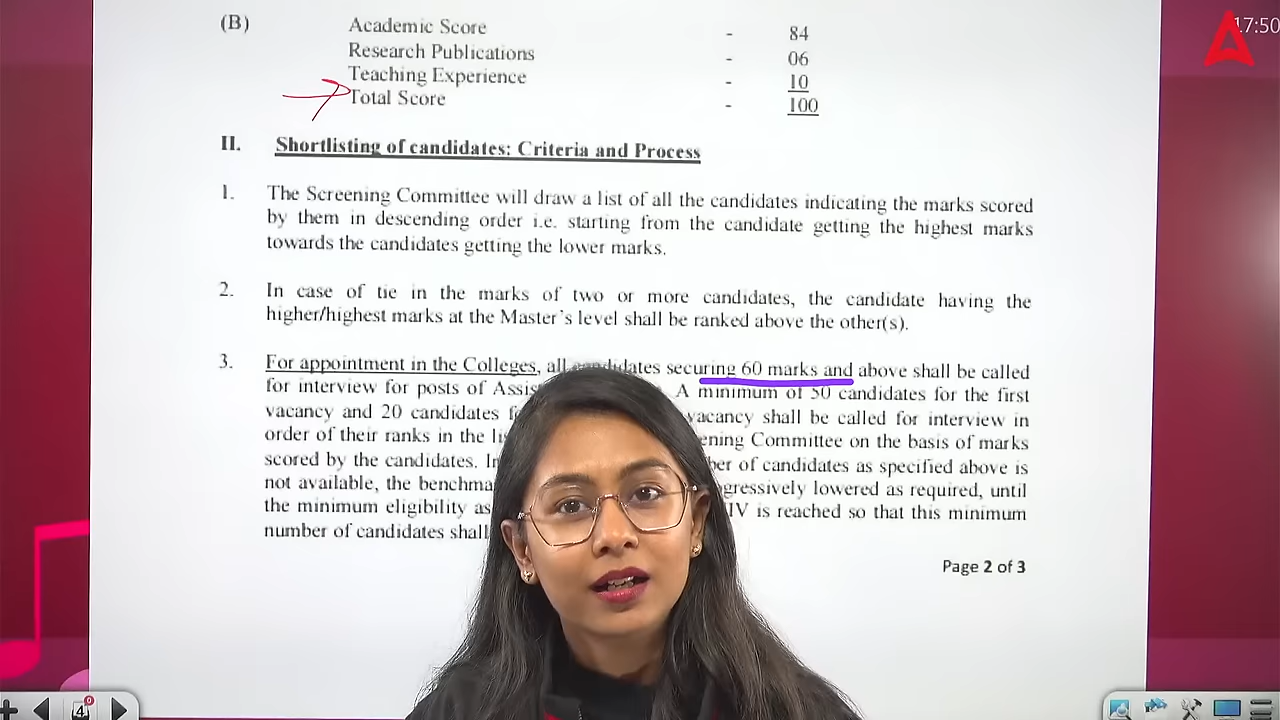 17:50
(B) Academic Score - 84
Research Publications - 06
Teaching Experience - 10
Total Score - 100
II. Shortlisting of candidates: Criteria and Process
1. The Screening Committee will draw a list of all the candidates indicating the marks scored
by them in descending order i.e. starting from the candidate getting the highest marks
towards the candidates getting the lower marks.
2. In case of tie in the marks of two or more candidates, the candidate having the
higher/highest marks at the Master's level shall be ranked above the other(s).
3. For appointment in the Colleges, all candidates securing 60 marks and above shall be called
for interview for posts of A minimum of 50 candidates for the first
vacancy and 20 candidates vacancy shall be called for interview in
order of their ranks in the Committee on the basis of marks
scored by the candidates. of candidates as specified above is
not available, the lowered as required, until
the minimum eligibility as IV is reached so that this minimum
number of candidates shall
Page 2 of 3
4
0